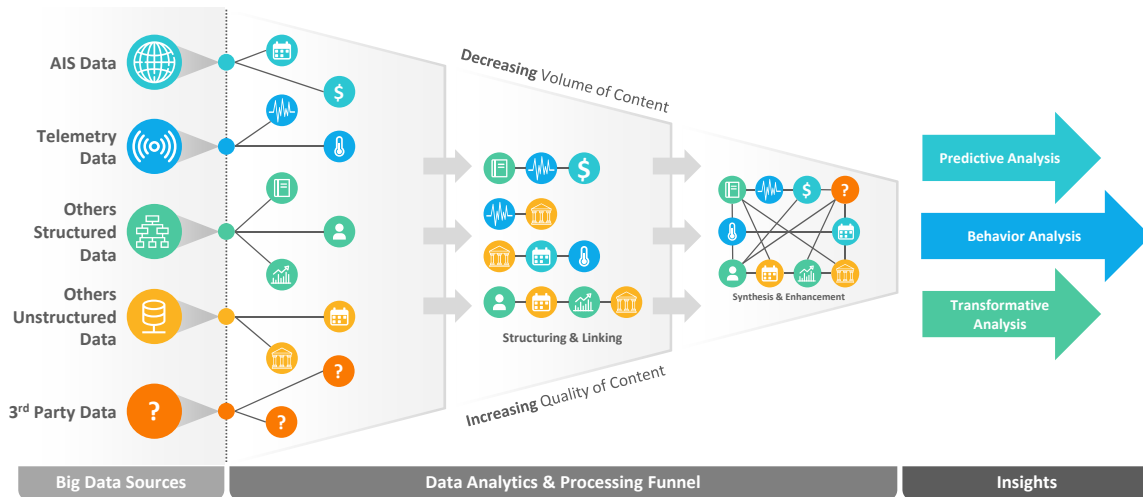 AIS Data
Telemetry
Data
Others
Structured
Data
Others
Unstructured
Data
3rd Party Data
$
?
?
?
Decreasing Volume of Content
$
Structuring & Linking
Increasing Quality of Content
$
?
Synthesis & Enhancement
Predictive Analysis
Behavior Analysis
Transformative
Analysis
Big Data Sources
Data Analytics & Processing Funnel
Insights